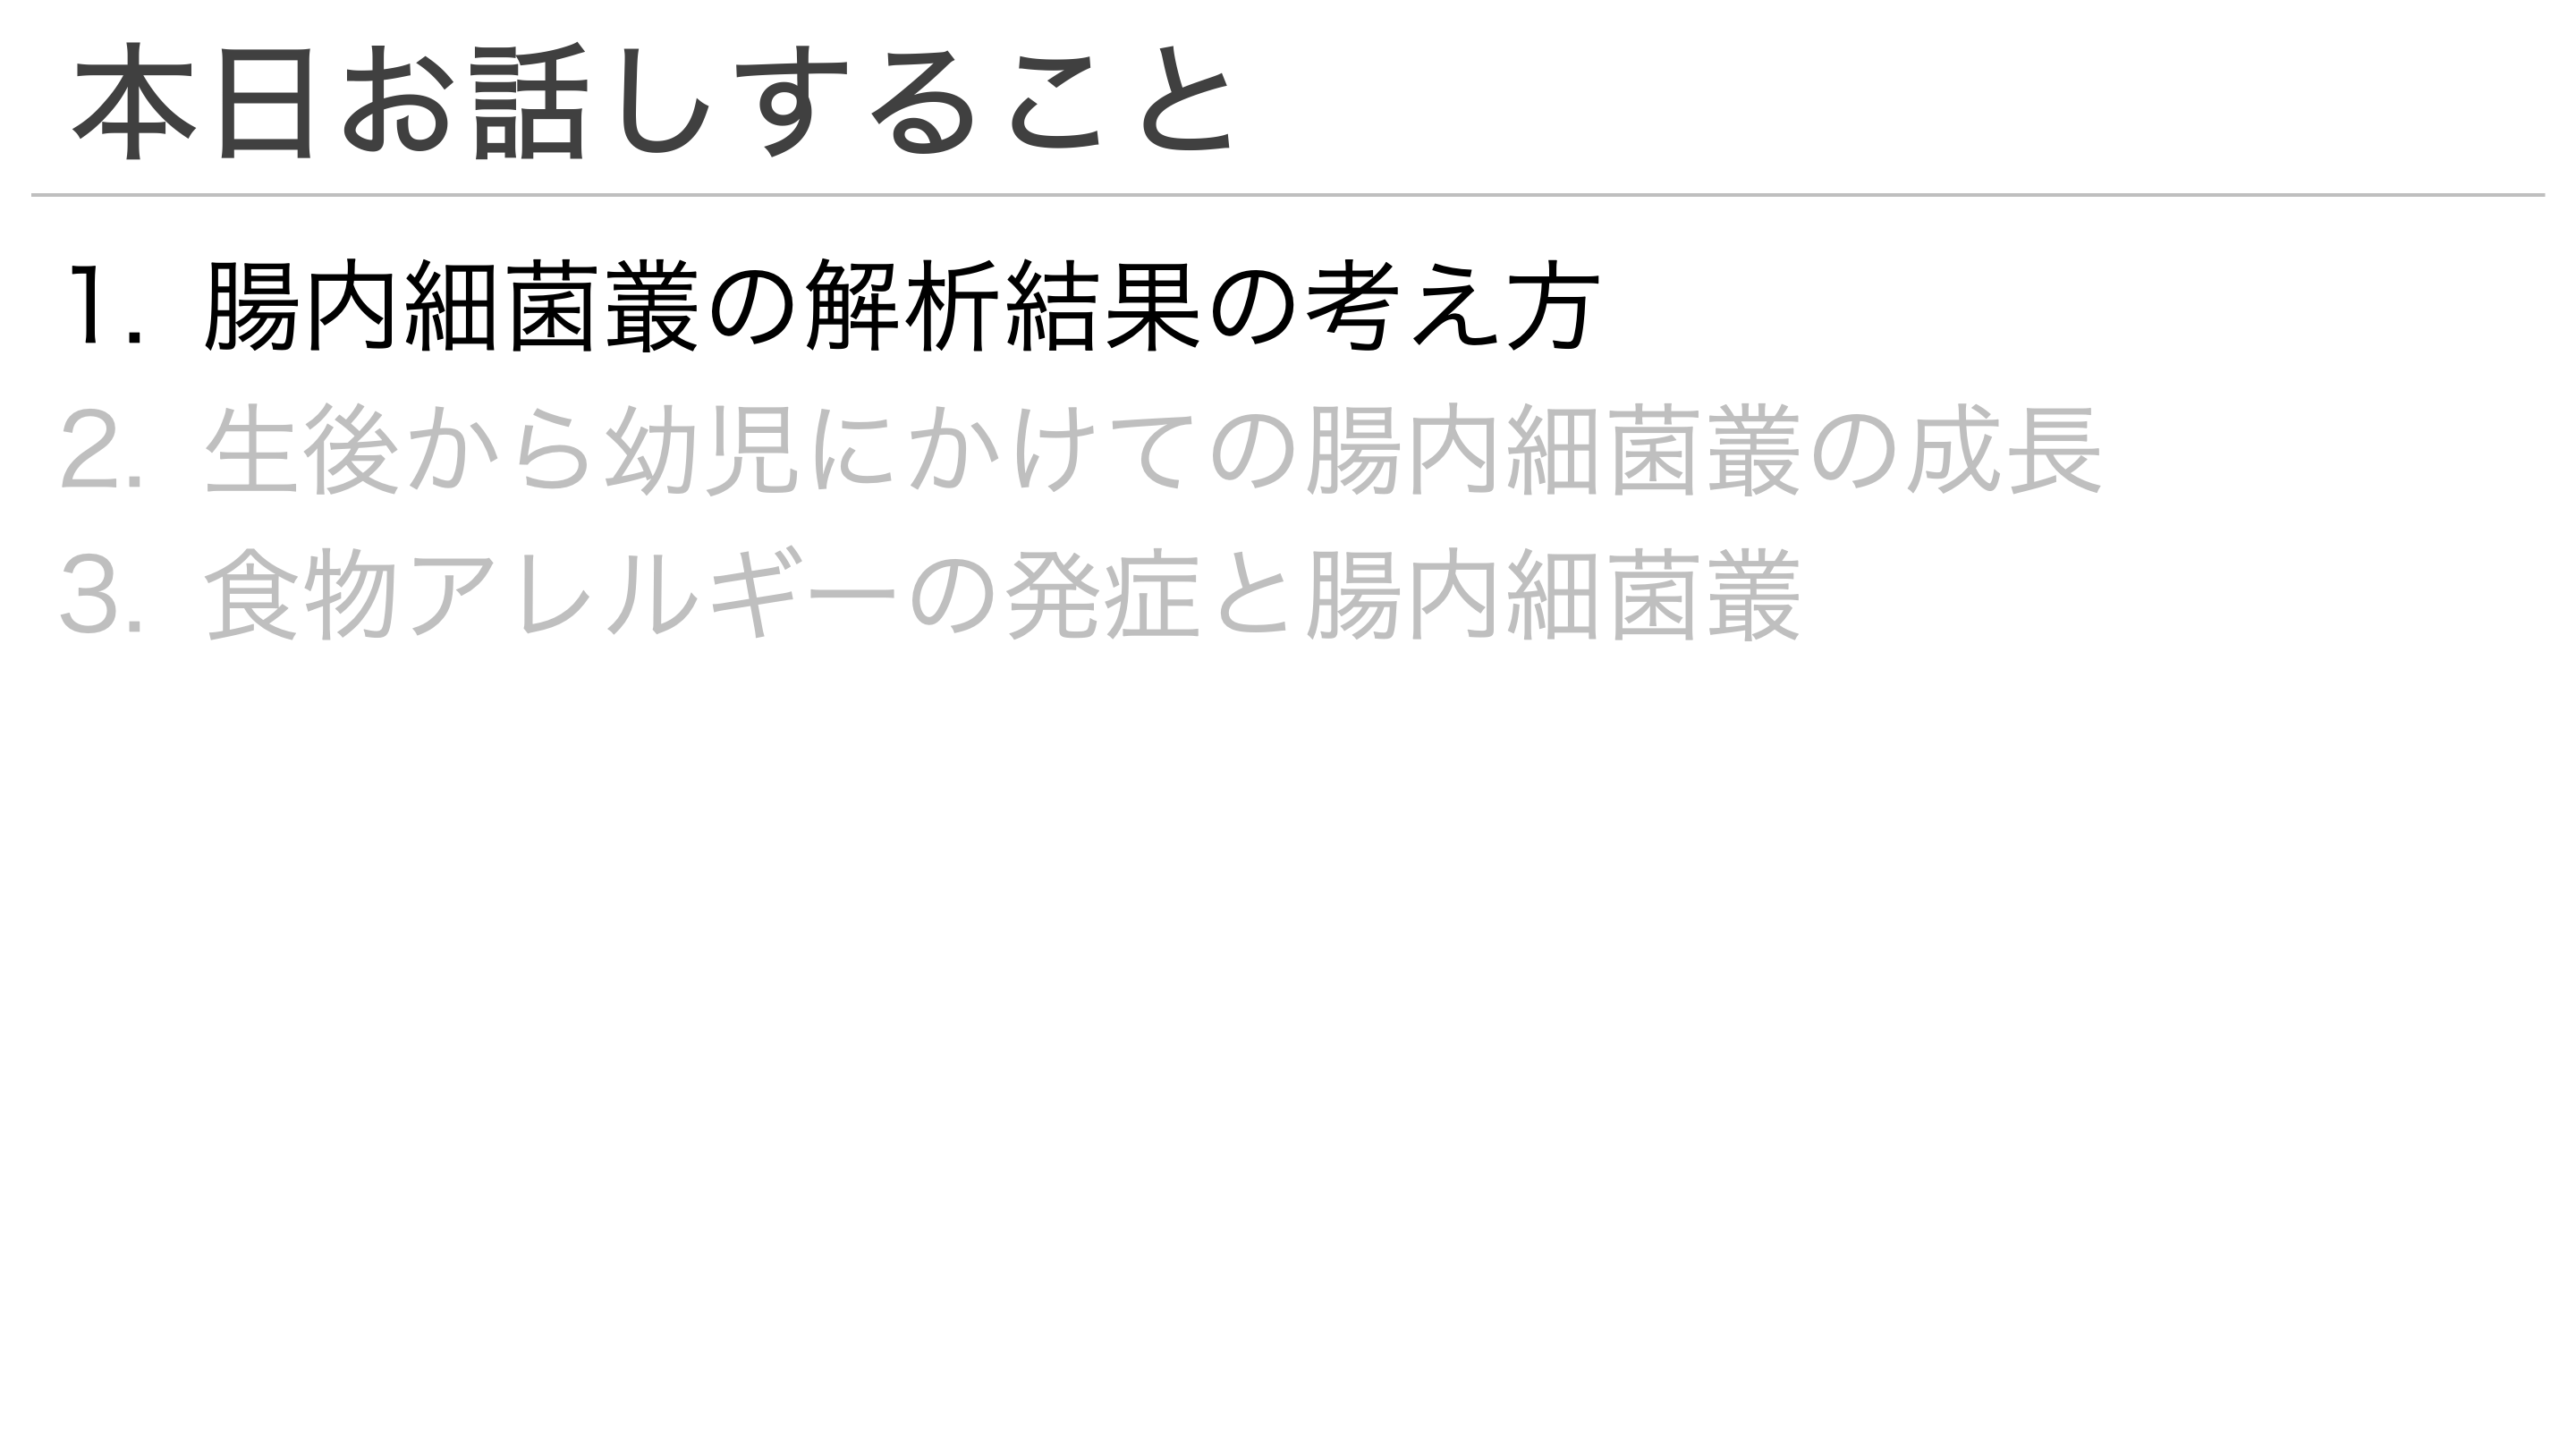 本日お話しすること
1. 腸内細菌叢の解析結果の考え方
2. 生後から幼児にかけての腸内細菌叢の成長
3. 食物アレルギーの発症と腸内細菌叢